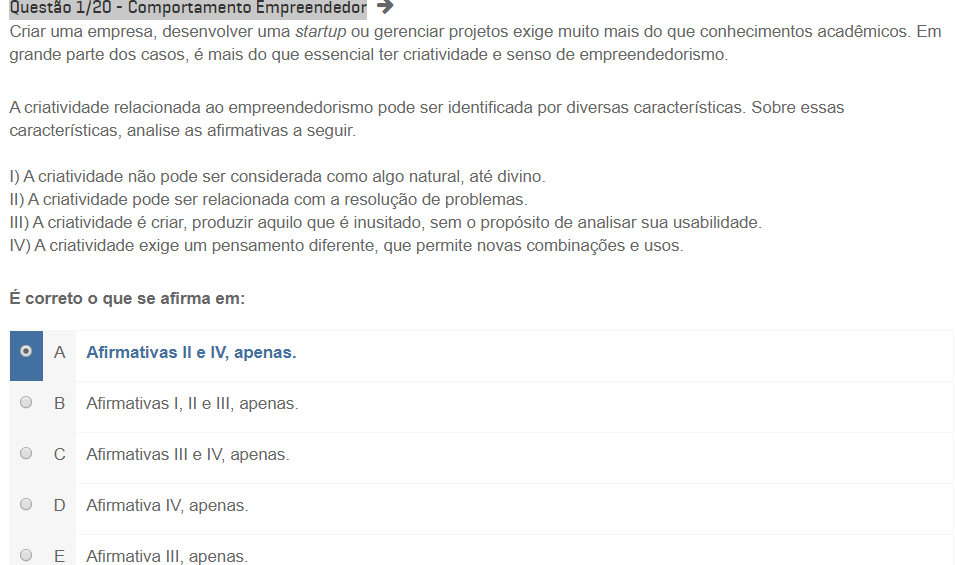 Questão 1/20 - Comportamento Empreendedor
Criar uma empresa, desenvolver uma startup ou gerenciar projetos exige muito mais do que conhecimentos acadêmicos. Em
grande parte dos casos, é mais do que essencial ter criatividade e senso de empreendedorismo.
A criatividade relacionada ao empreendedorismo pode ser identificada por diversas características. Sobre essas
características, analise as afirmativas a seguir.
I) A criatividade não pode ser considerada como algo natural, até divino.
II) A criatividade pode ser relacionada com a resolução de problemas.
III) A criatividade é criar, produzir aquilo que é inusitado, sem o propósito de analisar sua usabilidade.
IV) A criatividade exige um pensamento diferente, que permite novas combinações e usos.
É correto o que se afirma em:
A Afirmativas II e IV, apenas.
B Afirmativas I, II e III, apenas.
C Afirmativas III e IV, apenas.
D Afirmativa IV, apenas.
E Afirmativa III, apenas.